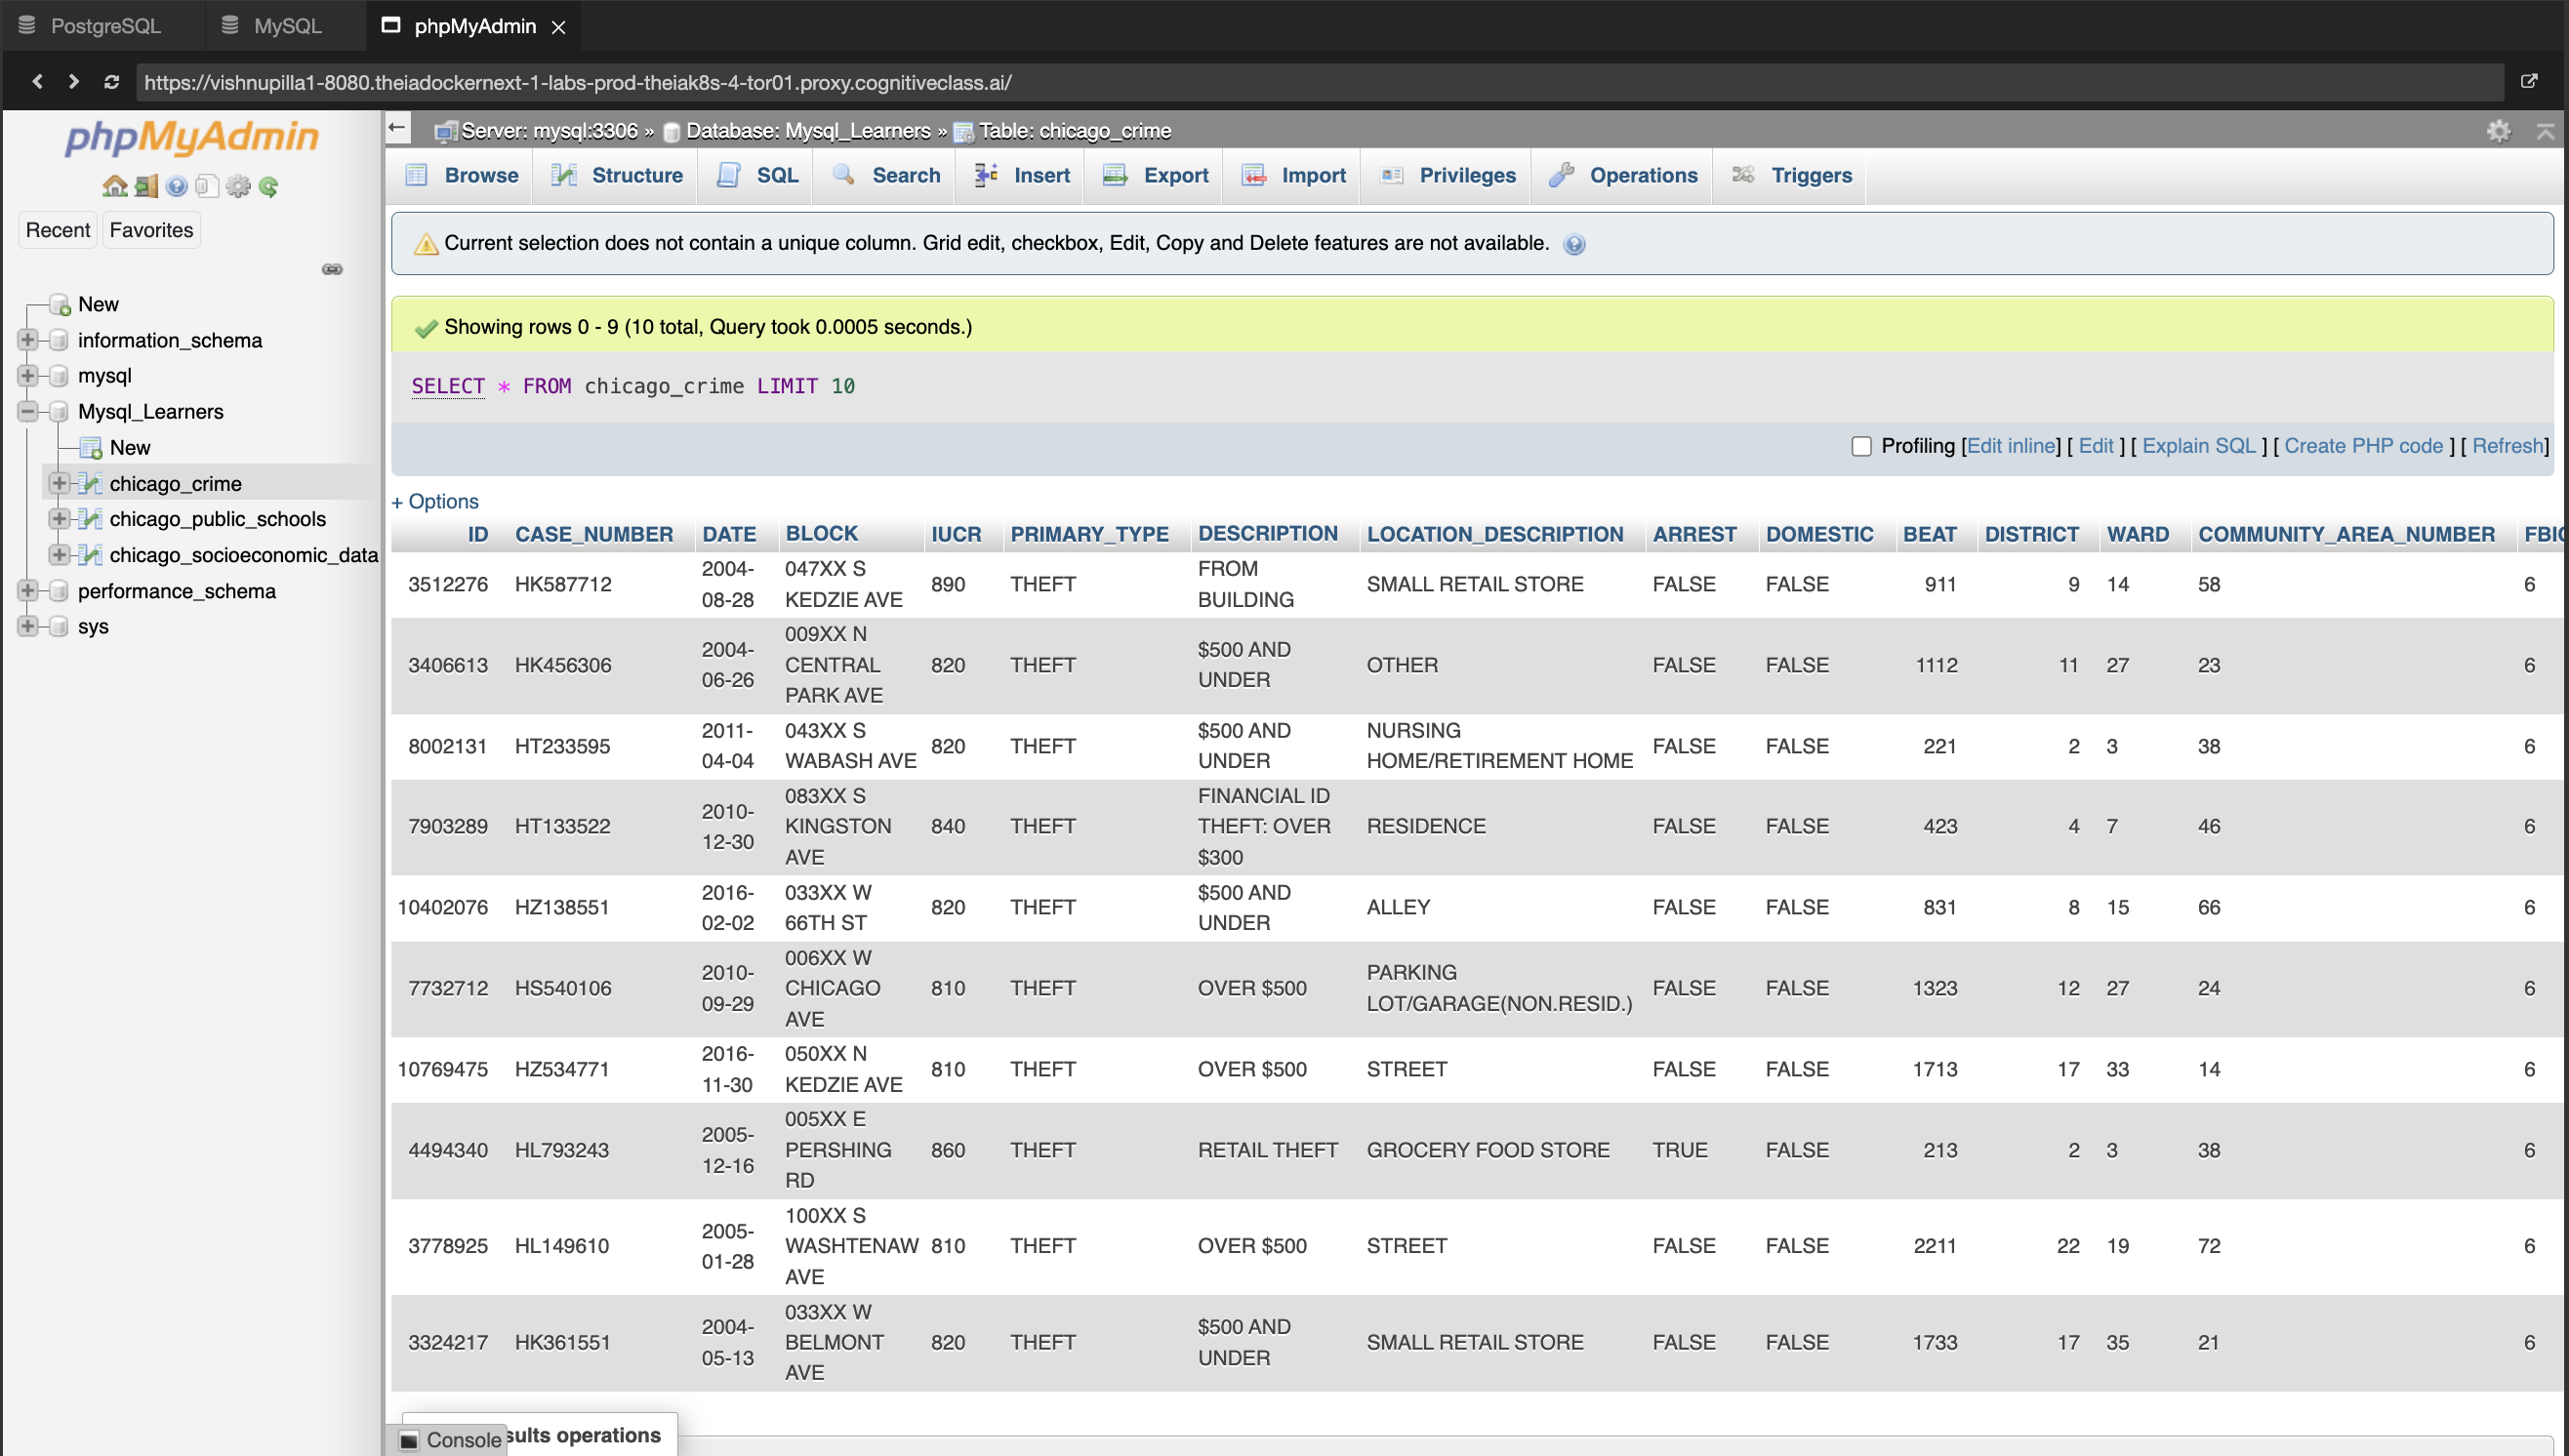 PostgreSQL MySQL phpMyAdmin
https://vishnupilla1-8080.theiadockernext-1-labs-prod-theiak8s-4-tor01.proxy.cognitiveclass.ai/
phpMyAdmin
Recent Favorites
New
information_schema
mysql
Mysql_Learners
New
chicago_crime
chicago_public_schools
chicago_socioeconomic_data
performance_schema
sys
Server: mysql:3306 » Database: Mysql_Learners » Table: chicago_crime
Browse Structure SQL Search Insert Export Import Privileges Operations Triggers
Current selection does not contain a unique column. Grid edit, checkbox, Edit, Copy and Delete features are not available.
Showing rows 0 - 9 (10 total, Query took 0.0005 seconds.)
SELECT * FROM chicago_crime LIMIT 10
Profiling [Edit inline] [ Edit ] [ Explain SQL ] [ Create PHP code ] [ Refresh]
+ Options
ID CASE_NUMBER DATE BLOCK IUCR PRIMARY_TYPE DESCRIPTION LOCATION_DESCRIPTION ARREST DOMESTIC BEAT DISTRICT WARD COMMUNITY_AREA_NUMBER
3512276 HK587712 2004-08-28 047XX S KEDZIE AVE 890 THEFT FROM BUILDING SMALL RETAIL STORE FALSE FALSE 911 9 14 58 6
3406613 HK456306 2004-06-26 009XX N CENTRAL PARK AVE 820 THEFT $500 AND UNDER OTHER FALSE FALSE 1112 11 27 23 6
8002131 HT233595 2011-04-04 043XX S WABASH AVE 820 THEFT $500 AND UNDER NURSING HOME/RETIREMENT HOME FALSE FALSE 221 2 3 38 6
7903289 HT133522 2010-12-30 083XX S KINGSTON AVE 840 THEFT FINANCIAL ID THEFT: OVER $300 RESIDENCE FALSE FALSE 423 4 7 46 6
10402076 HZ138551 2016-02-02 033XX W 66TH ST 820 THEFT $500 AND UNDER ALLEY FALSE FALSE 831 8 15 66 6
7732712 HS540106 2010-09-29 006XX W CHICAGO AVE 810 THEFT OVER $500 PARKING LOT/GARAGE(NON.RESID.) FALSE FALSE 1323 12 27 24 6
10769475 HZ534771 2016-11-30 050XX N KEDZIE AVE 810 THEFT OVER $500 STREET FALSE FALSE 1713 17 33 14 6
4494340 HL793243 2005-12-16 005XX E PERSHING RD 860 THEFT RETAIL THEFT GROCERY FOOD STORE TRUE FALSE 213 2 3 38 6
3778925 HL149610 2005-01-28 100XX S WASHTENAW AVE 810 THEFT OVER $500 STREET FALSE FALSE 2211 22 19 72 6
3324217 HK361551 2004-05-13 033XX W BELMONT AVE 820 THEFT $500 AND UNDER SMALL RETAIL STORE FALSE FALSE 1733 17 35 21 6
Console operations